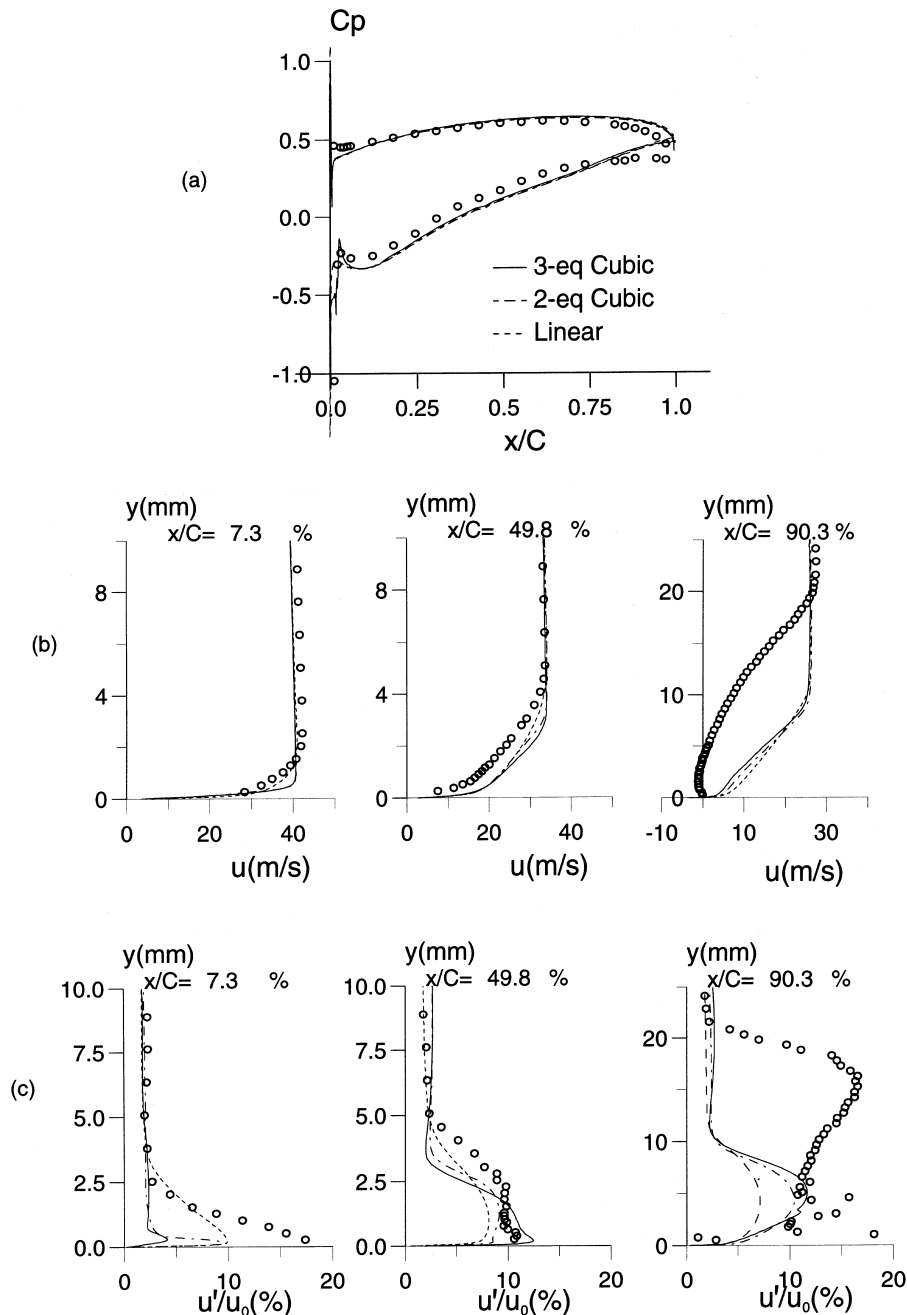 Cp
1.0
0.5
(a)
0.0
3-eq Cubic
-0.5
2-eq Cubic
Linear
-1.0
0.0 0.25 0.5 0.75 1.0
x/C
y(mm)
x/C= 7.3 %
8
4
0
0 20 40
u(m/s)
(b)
y(mm)
x/C= 49.8 %
8
4
0
0 20 40
u(m/s)
y(mm)
x/C= 90.3 %
20
10
0
-10 10 30
u(m/s)
y(mm)
x/C= 7.3 %
10.0
7.5
5.0
2.5
0.0
0 10 20
u'/u0(%)
(c)
y(mm)
x/C= 49.8 %
10.0
7.5
5.0
2.5
0.0
0 10 20
u'/u0(%)
y(mm)
x/C= 90.3 %
20
10
0
0 10 20
u'/u0(%)